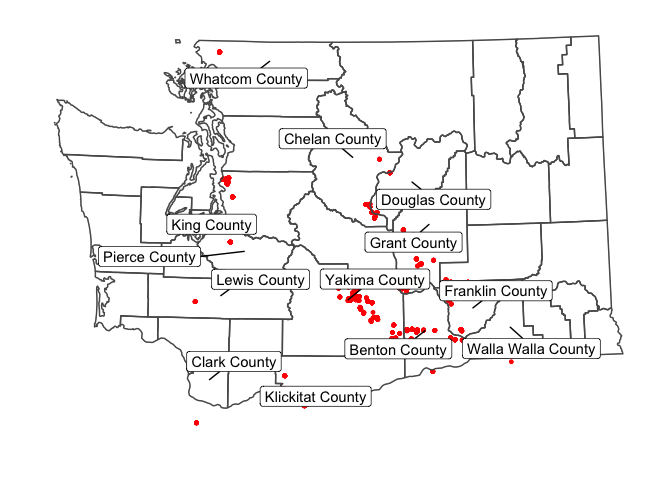 Whatcom County
Chelan County
Douglas County
King County
Grant County
Pierce County
Lewis County
Yakima County
Franklin County
Benton County
Walla Walla County
Clark County
Klickitat County